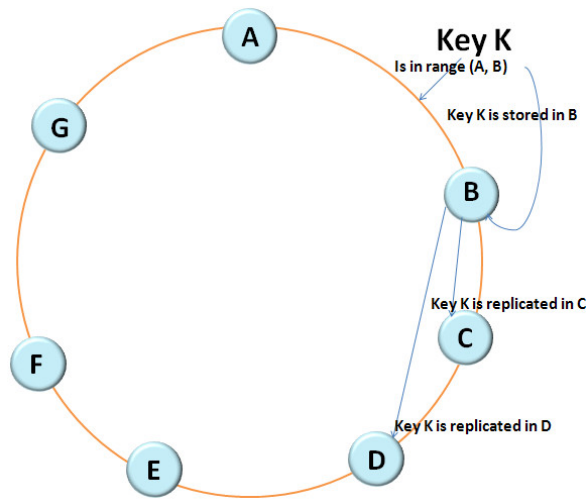 A
Key K
Is in range (A, B)
Key K is stored in B
G
B
Key K is replicated in C
C
F
Key K is replicated in D
D
E